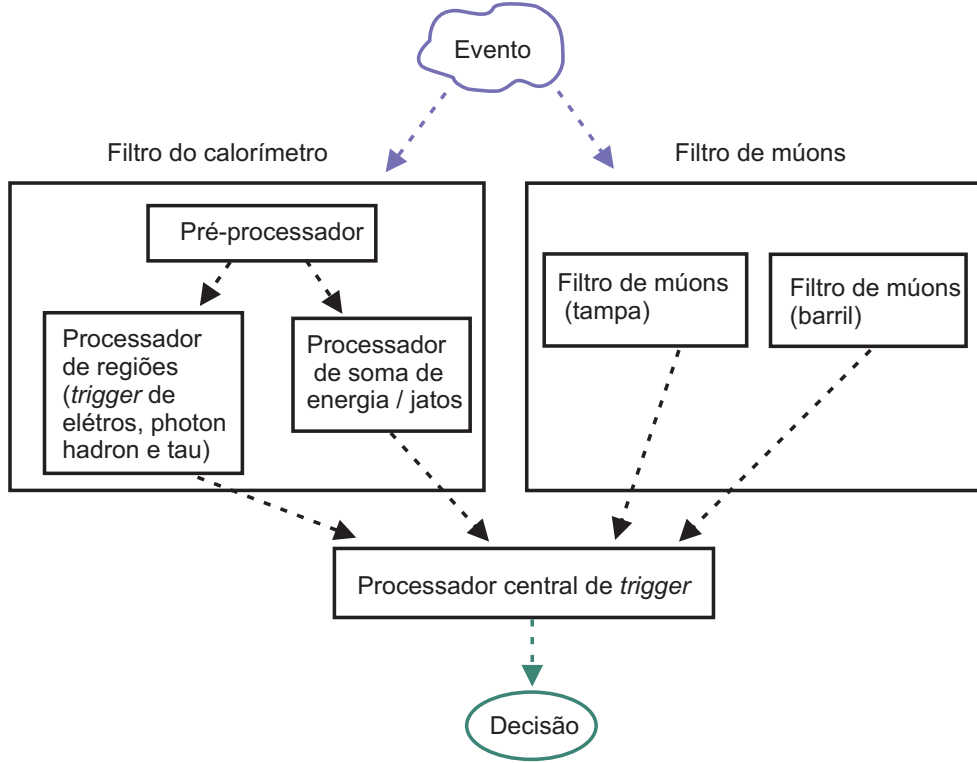 Evento
Filtro do calorímetro
Filtro de múons
Pré-processador
Processador
de regiões
(trigger de
elétros, photon
hadron e tau)
Processador
de soma de
energia / jatos
Filtro de múons
(tampa)
Filtro de múons
(barril)
Processador central de trigger
Decisão